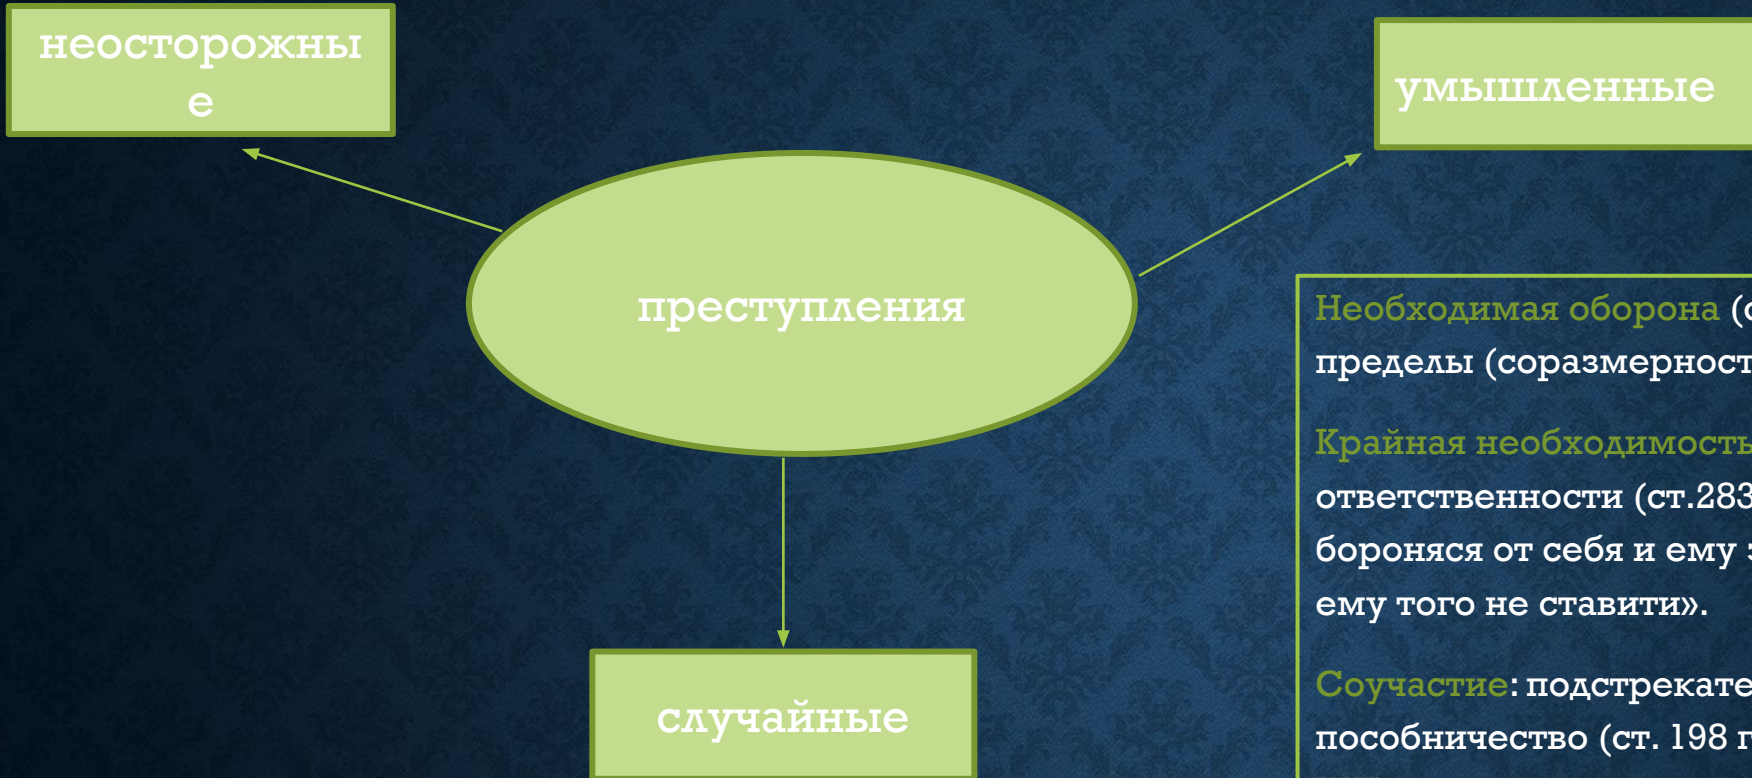 неосторожны
е
умышленные
преступления
случайные
Необходимая оборона (с
пределы (соразмерност
Крайная необходимость
ответственности (ст.283
бороняся от себя и ему
ему того не ставити».
Соучастие: подстрекате
пособничество (ст. 198 г